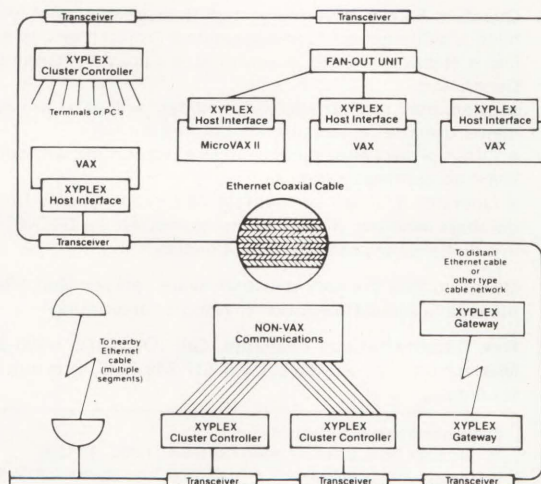 Transceiver
Transceiver
XYPLEX
Cluster Controller
Terminals or PC s
FAN-OUT UNIT
XYPLEX
Host Interface
MicroVAX II
XYPLEX
Host Interface
VAX
XYPLEX
Host Interface
VAX
VAX
XYPLEX
Host Interface
Transceiver
Ethernet Coaxial Cable
To distant
Ethernet cable
or
other type
cable network
XYPLEX
Gateway
To nearby
Ethernet
cable
(multiple
segments)
NON-VAX
Communications
XYPLEX
Cluster Controller
XYPLEX
Cluster Controller
XYPLEX
Gateway
Transceiver
Transceiver
Transceiver